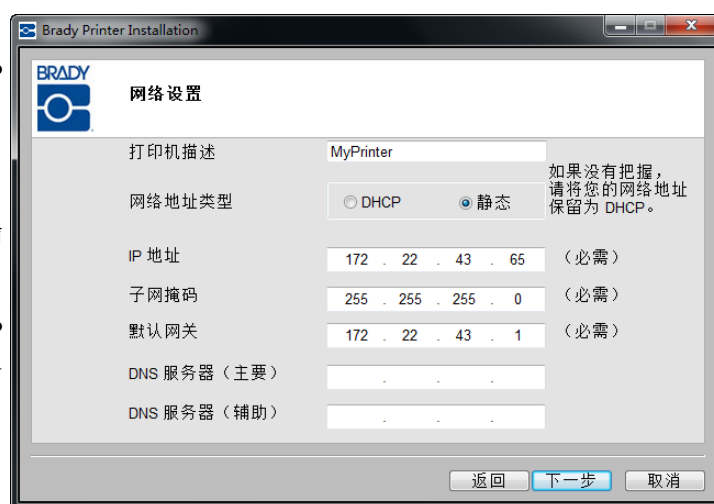 Brady Printer Installation
BRADY
网络设置
打印机描述 MyPrinter
如果没有把握，
请将您的网络地址
保留为 DHCP。
网络地址类型 DHCP 静态
IP 地址 172 . 22 . 43 . 65 （必需）
子网掩码 255 . 255 . 255 . 0 （必需）
默认网关 172 . 22 . 43 . 1 （必需）
DNS 服务器（主要） . . .
DNS 服务器（辅助） . . .
返回 下一步 取消